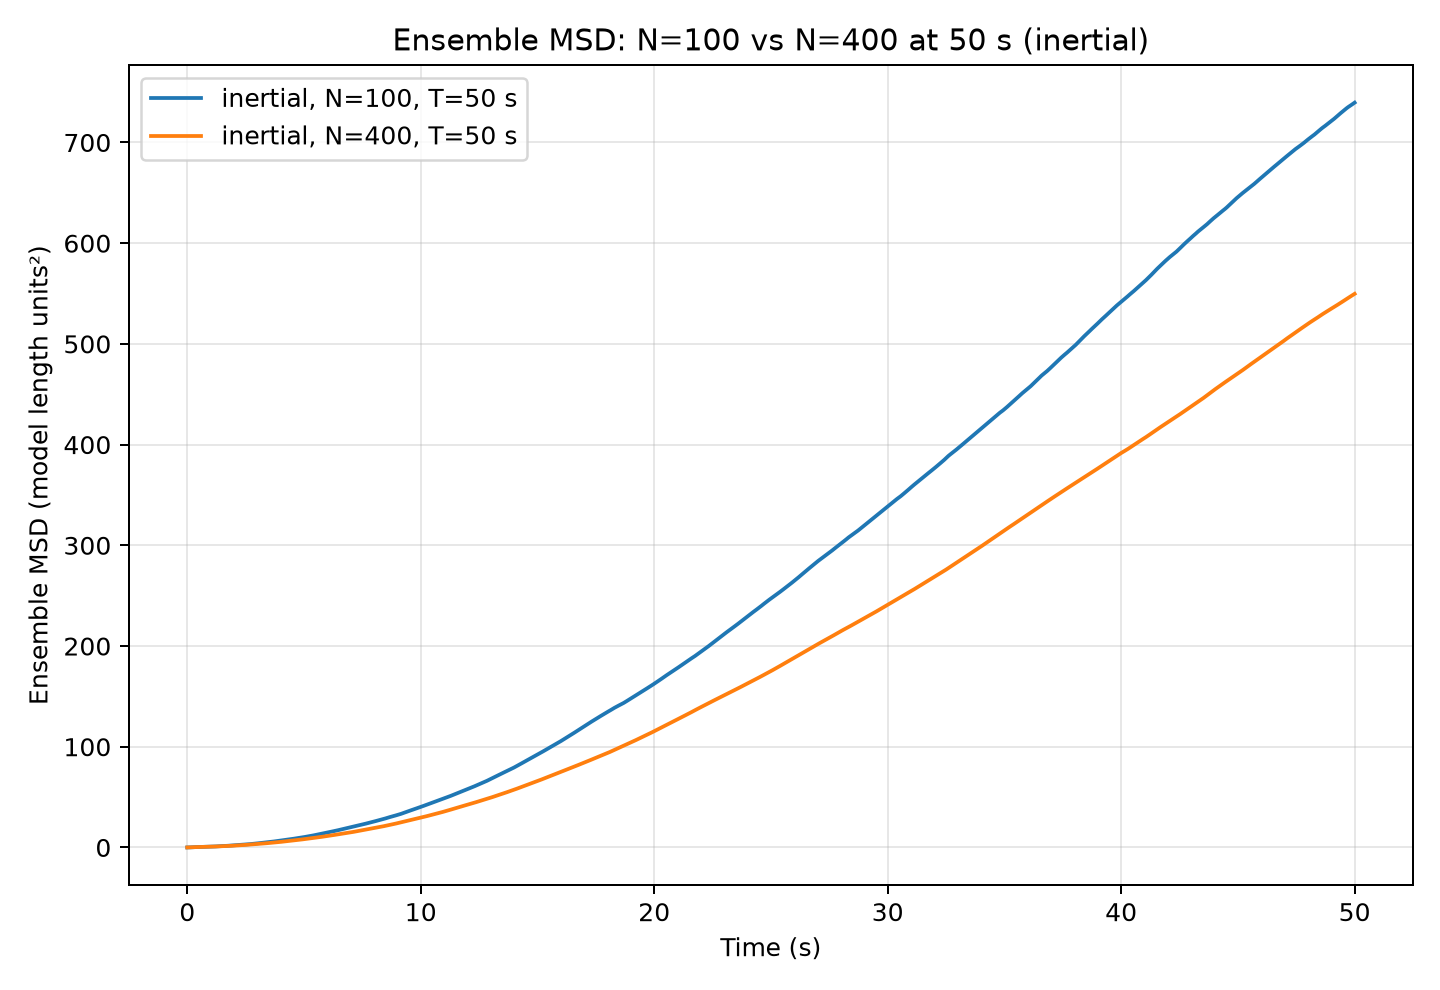 Ensemble MSD: N=100 vs N=400 at 50 s (inertial)
inertial, N=100, T=50 s
inertial, N=400, T=50 s
Ensemble MSD (model length units²)
700
600
500
400
300
200
100
0
0 10 20 30 40 50
Time (s)